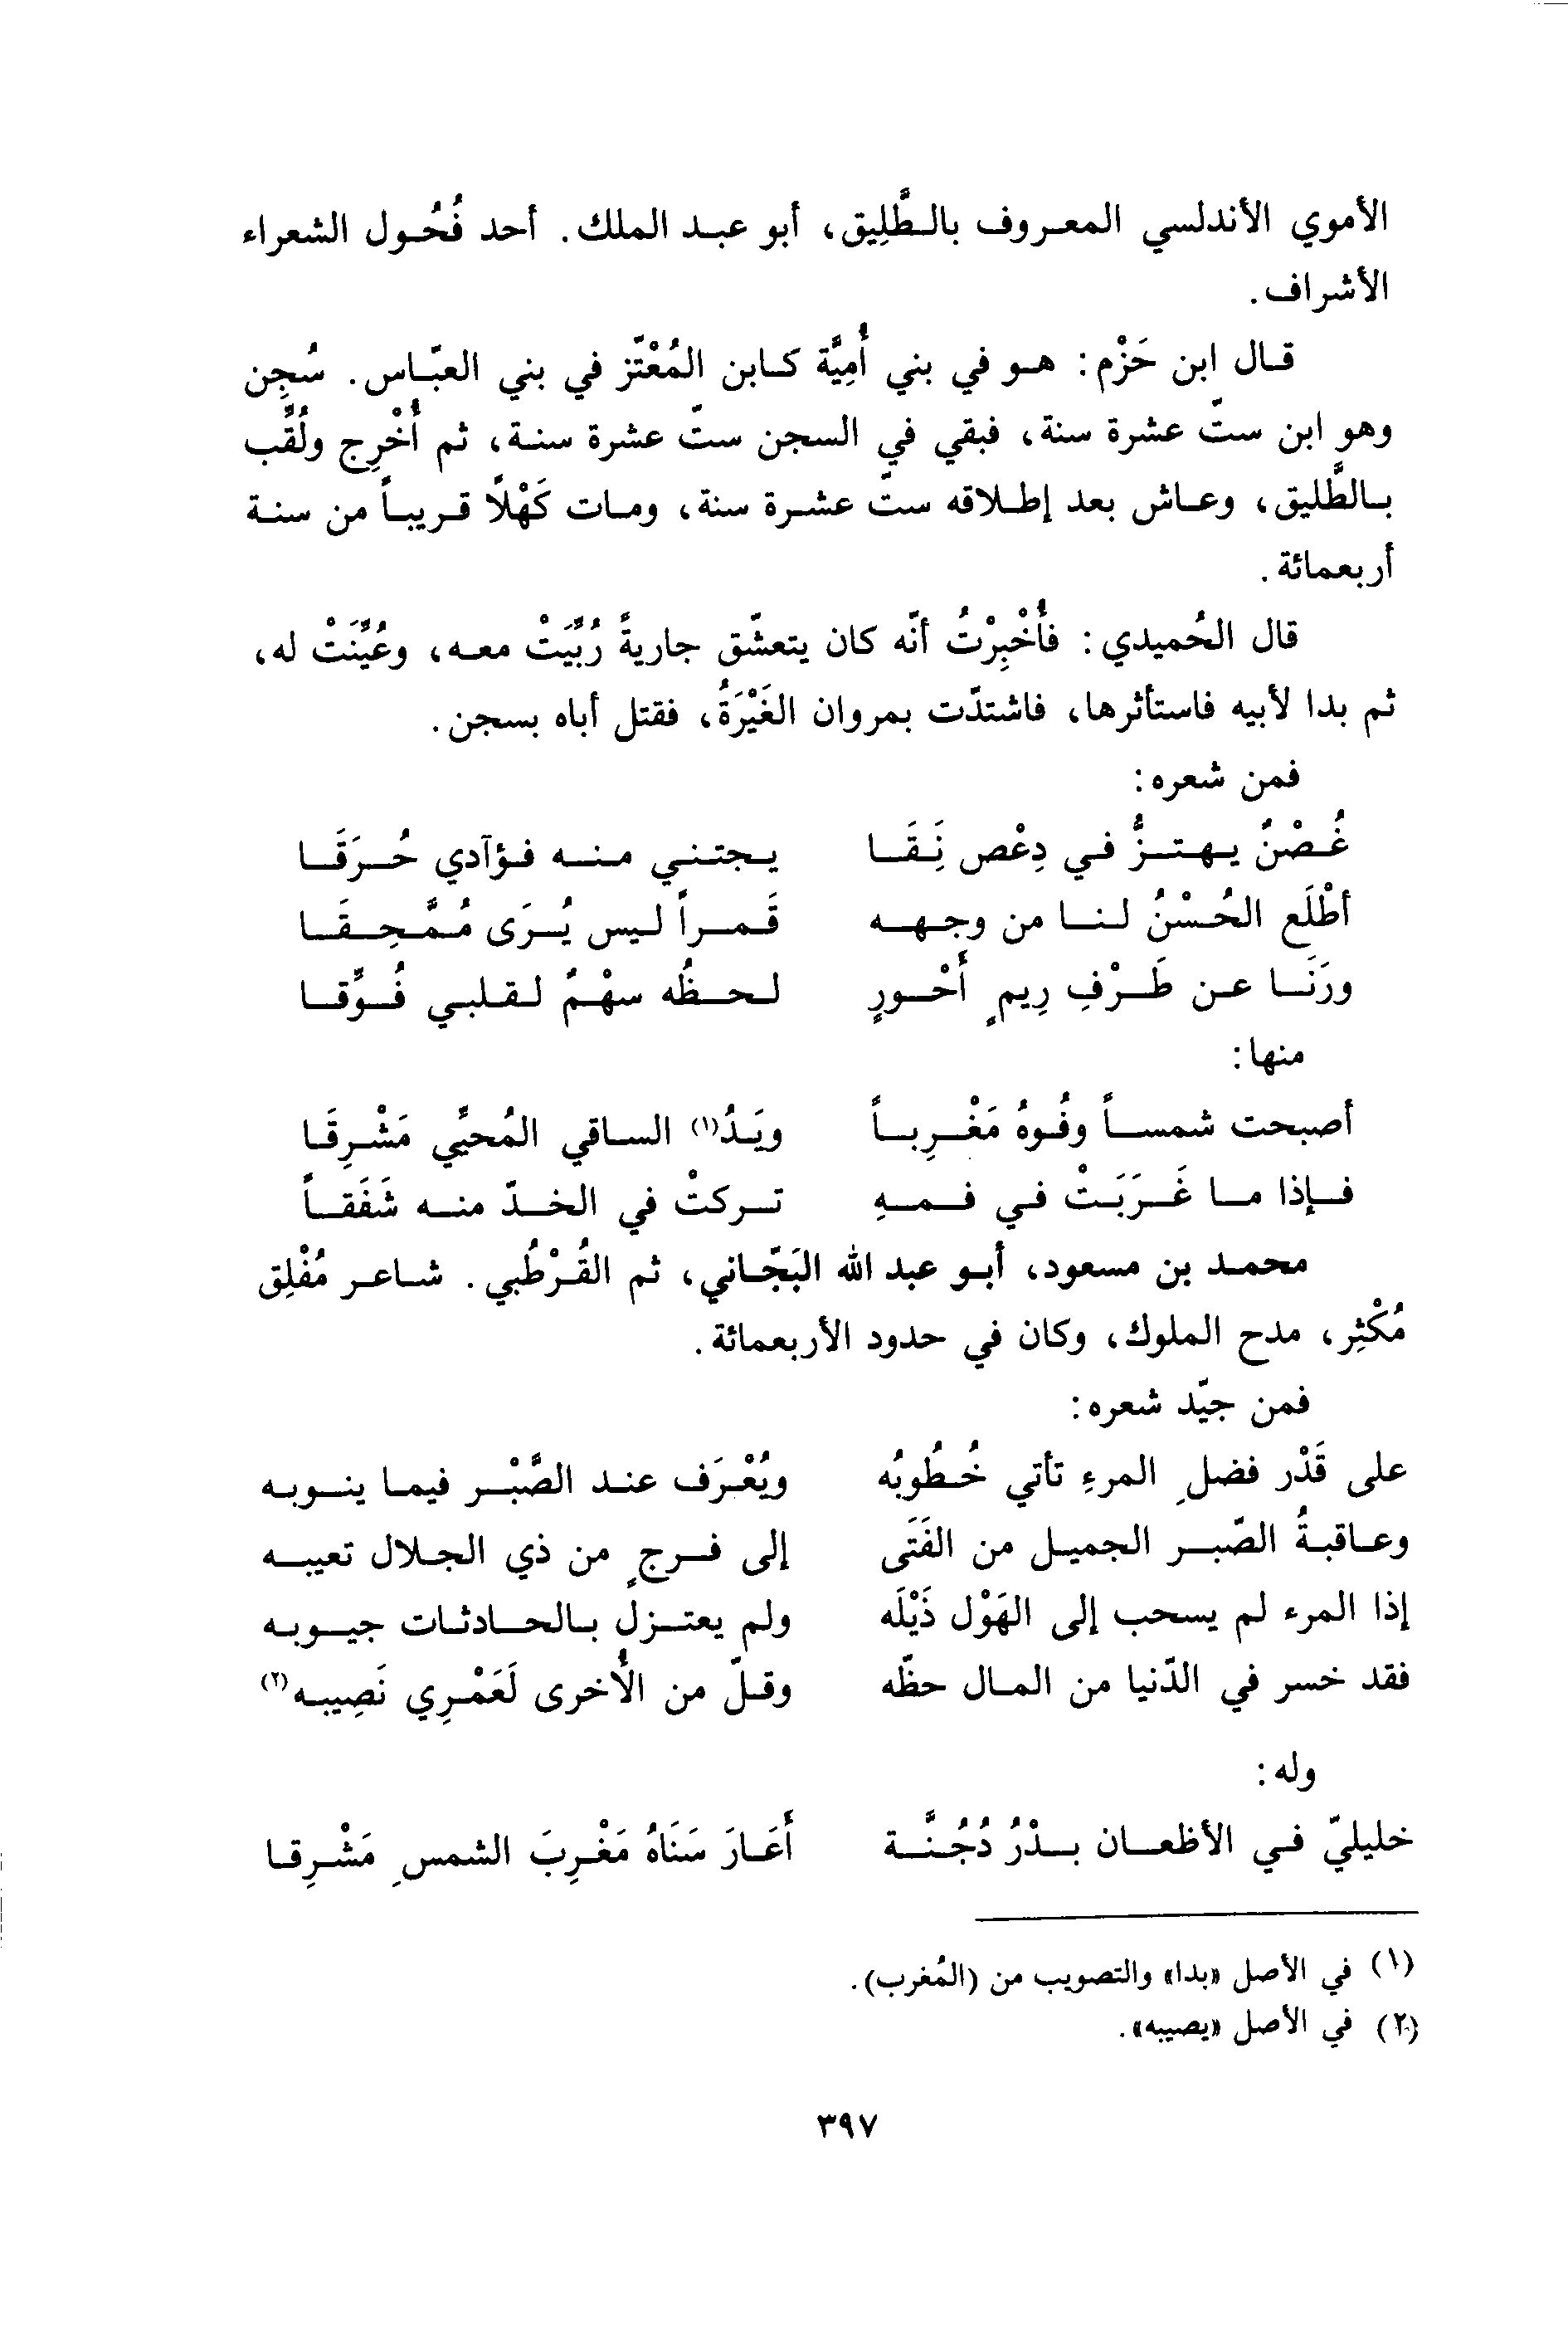 الأموي الأندلسي المعروف بالطَّلِيق، أبو عبد الملك. أحد فُحُول الشعراء
الأشراف.
قال ابن حَزْم: هو في بني أُمِيَّة كابن المُعْتّز في بني العبّاس. سُجِن
وهو ابن ستّ عشرة سنة، فبقي في السجن ستّ عشرة سنة، ثم أُخْرِج ولُقِّب
بالطَّليق، وعاش بعد إطلاقه ستّ عشرة سنة، ومات كَهْلاً قريباً من سنة
أربعمائة.
قال الحُميدي: فأُخْبِرْتُ أنّه كان يتعشّق جاريةً رُبِّيَتْ معه، وعُيِّنَتْ له،
ثم بدا لأبيه فاستأثرها، فاشتدّت بمروان الغَيْرَةُ، فقتل أباه بسجن.
فمن شعره:
غُصْنٌ يهتزُّ في دِعْص نَِقَا يجتني منه فؤآدي حُرَقَا
أطْلَع الحُسْنُ لنا من وجهه قَمراً ليس يُرَى مُمَّحِقَا
ورَنَا عن طَرْفِ رِيمٍ أَحْورٍ لحظُه سهْمٌ لقلبي فُوِّقا
منها:
أصبحت شمساً وفُوهُ مَغْرِباً ويَدُ(١) الساقي المُحيِّي مَشْرِقَا
فإذا ما غَرَبَتْ في فمهِ تركتْ في الخدّ منه شَفَقاً
محمد بن مسعود، أبو عبد الله البَجّاني، ثم القُرْطُبي. شاعر مُفْلِق
مُكْثِر، مدح الملوك، وكان في حدود الأربعمائة.
فمن جيّد شعره:
على قَدْر فضلِ المرءِ تأتي خُطُوبُه ويُعْرَف عند الصَّبْر فيما ينوبه
وعاقبةُ الصّبر الجميل من الفَتَى إلى فرجٍ من ذي الجلال تعيبه
إذا المرء لم يسحب إلى الهَوْل ذَيْلَه ولم يعتزل بالحادثات جيوبه
فقد خسر في الدّنيا من المال حظّه وقلّ من الأُخرى لَعَمْرِي نَصِيبه(٢)
وله:
خليليّ في الأظعان بدْرُ دُجُنَّة أَعَارَ سَنَاهُ مَغْرِبَ الشمسِ مَشْرِقا
(١) في الأصل «بدا» والتصويب من (المُغرب).
(٢) في الأصل «يصيبه».
٣٩٧